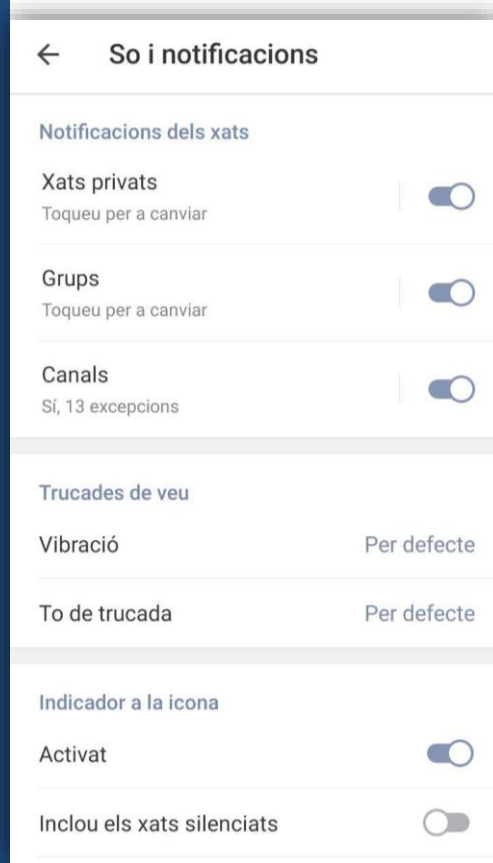 So i notificacions
Notificacions dels xats
Xats privats
Toqueu per a canviar
Grups
Toqueu per a canviar
Canals
Sí, 13 excepcions
Trucades de veu
Vibració Per defecte
To de trucada Per defecte
Indicador a la icona
Activat
Inclou els xats silenciats